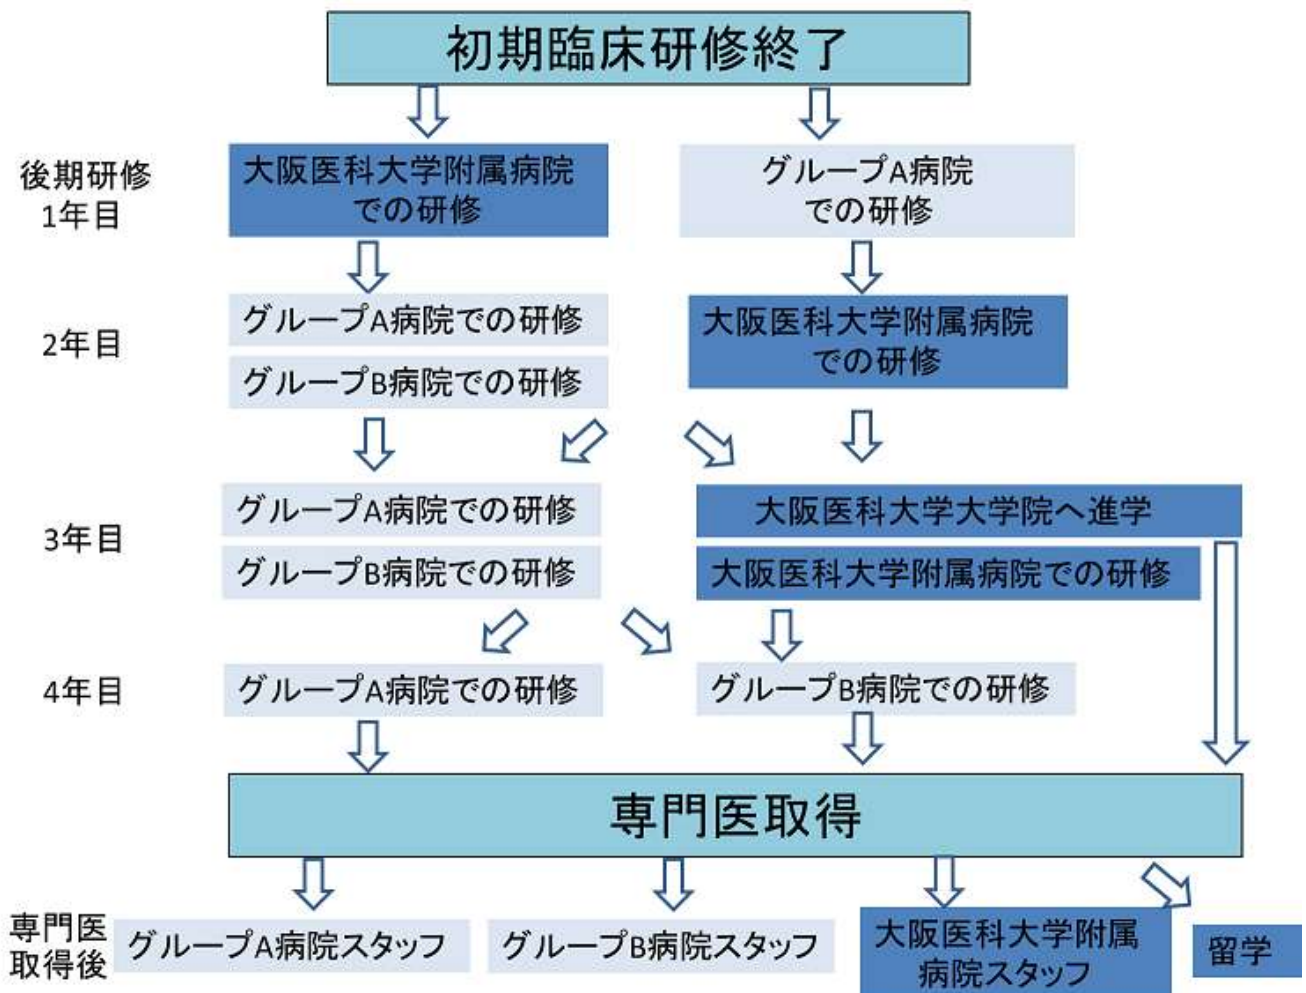 初期臨床研修終了
後期研修
1年目
大阪医科大学附属病院
での研修
グループA病院
での研修
2年目
グループA病院での研修
グループB病院での研修
大阪医科大学附属病院
での研修
3年目
グループA病院での研修
グループB病院での研修
大阪医科大学大学院へ進学
大阪医科大学附属病院での研修
4年目
グループA病院での研修
グループB病院での研修
専門医取得
専門医
取得後
グループA病院スタッフ
グループB病院スタッフ
大阪医科大学附属
病院スタッフ
留学